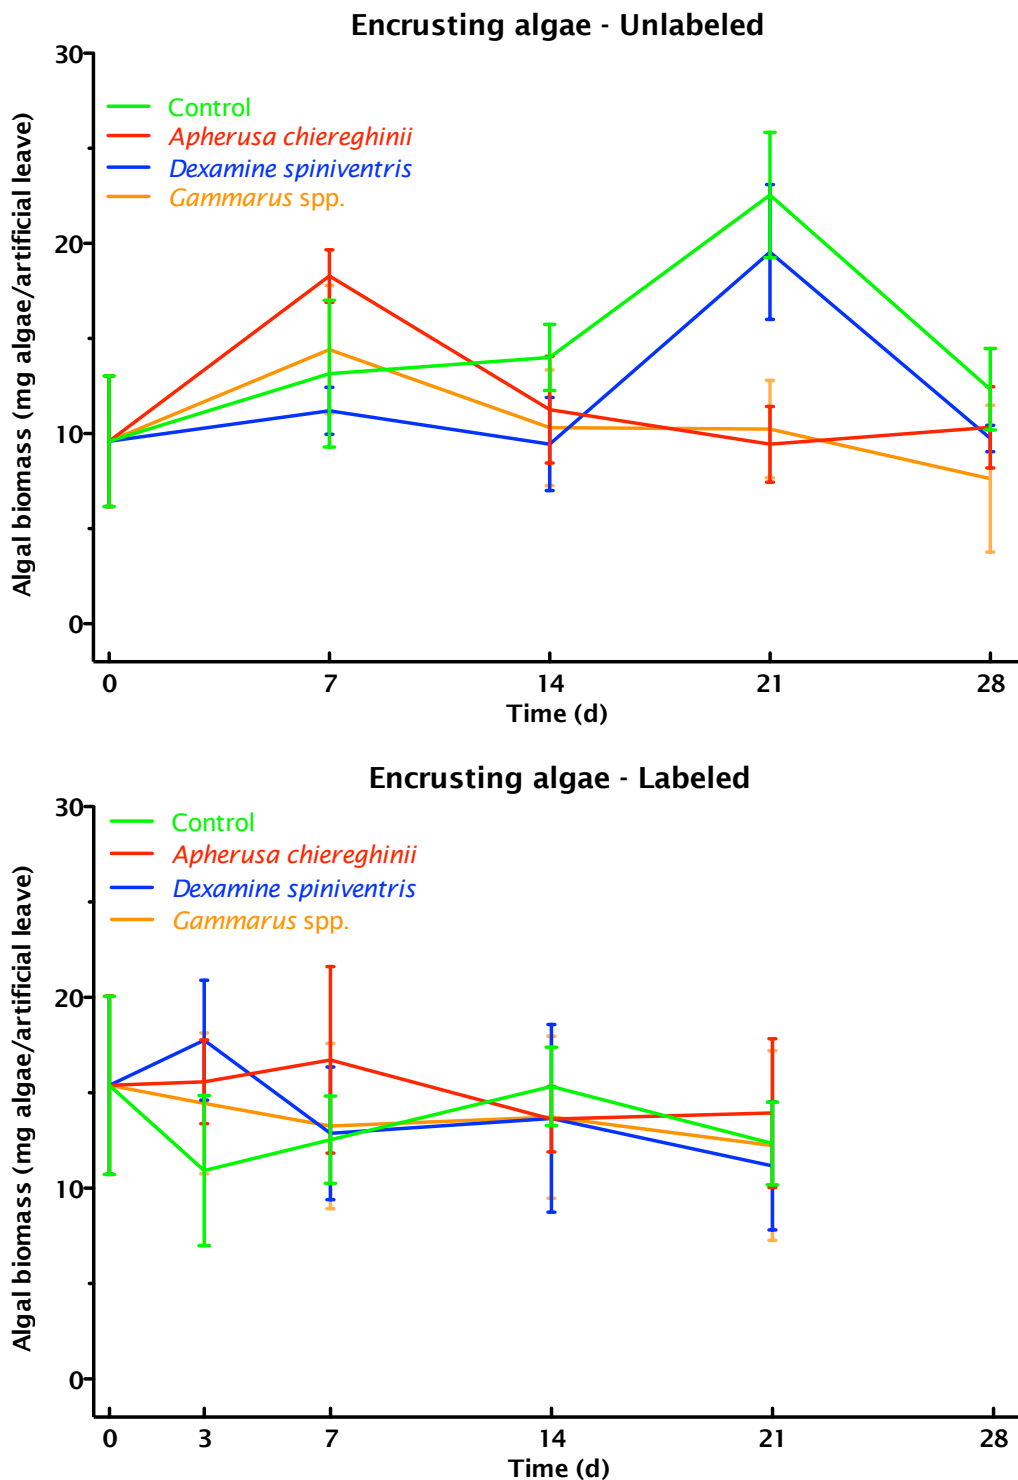 Encrusting algae - Unlabeled
Algal biomass (mg algae/artificial leave)
30
20
10
0
Control
Apherusa chiereghinii
Dexamine spiniventris
Gammarus spp.
0 7 14 21 28
Time (d)
Encrusting algae - Labeled
Algal biomass (mg algae/artificial leave)
30
20
10
0
Control
Apherusa chiereghinii
Dexamine spiniventris
Gammarus spp.
0 3 7 14 21 28
Time (d)